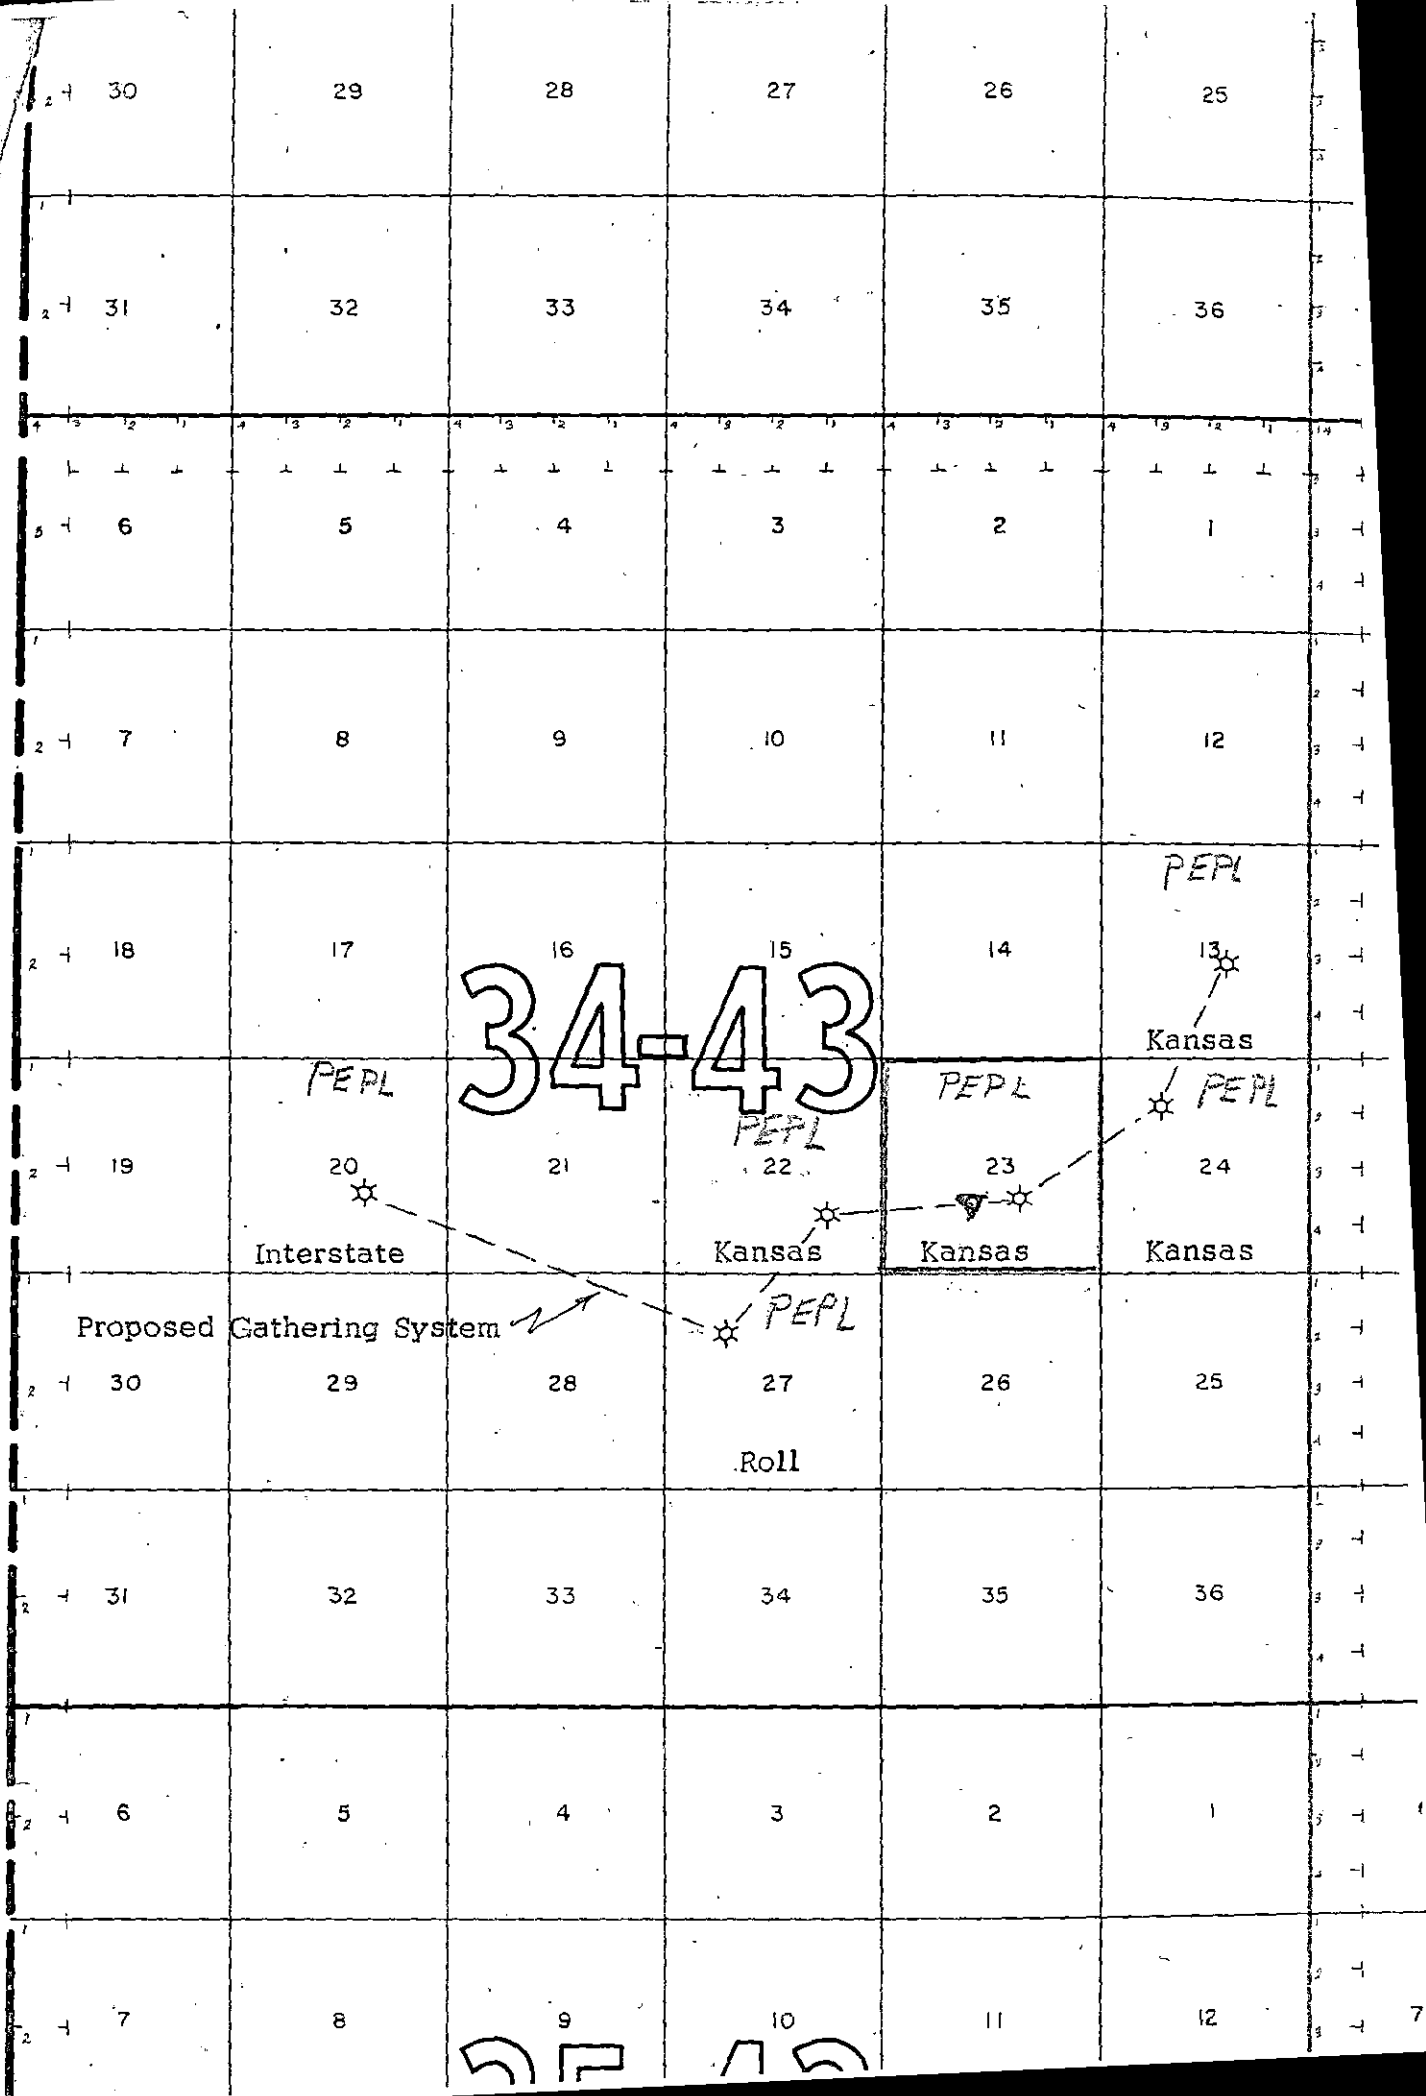 30 29 28 27 26 25
31 32 33 34 35 36
6 5 4 3 2 1
7 8 9 10 11 12
PEPL
18 17 16 15 14 13
34-43
Kansas
PEPL PEPL PEPL
PEPL
19 20 21 22 23 24
Interstate Kansas Kansas Kansas
PEPL
Proposed Gathering System
30 29 28 27 26 25
Roll
31 32 33 34 35 36
6 5 4 3 2 1
7 8 9 10 11 12 7